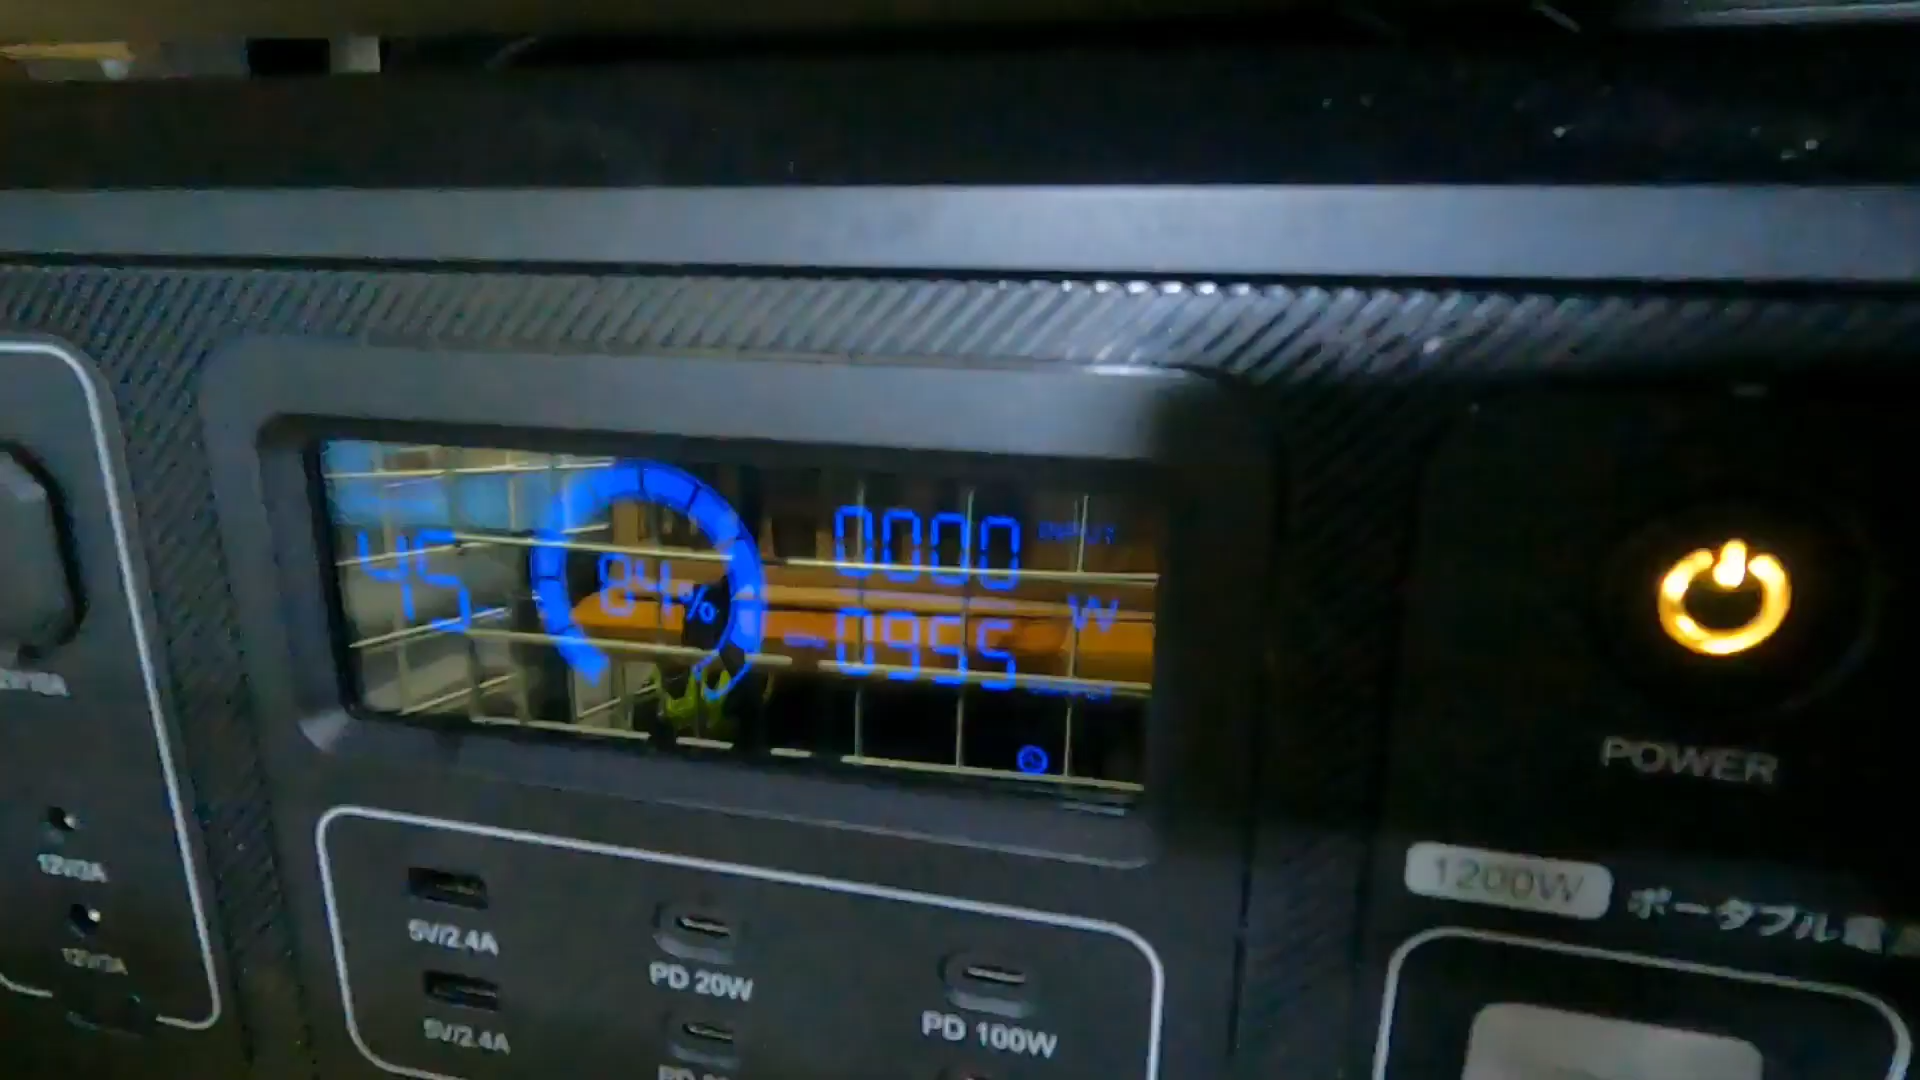 0000 INPUT
45.
84%
W
-0955
OUTPUT
POWER
1200W ポータブル電
12V/3A
12V/3A
5V/2.4A
PD 20W
PD 100W
5V/2.4A